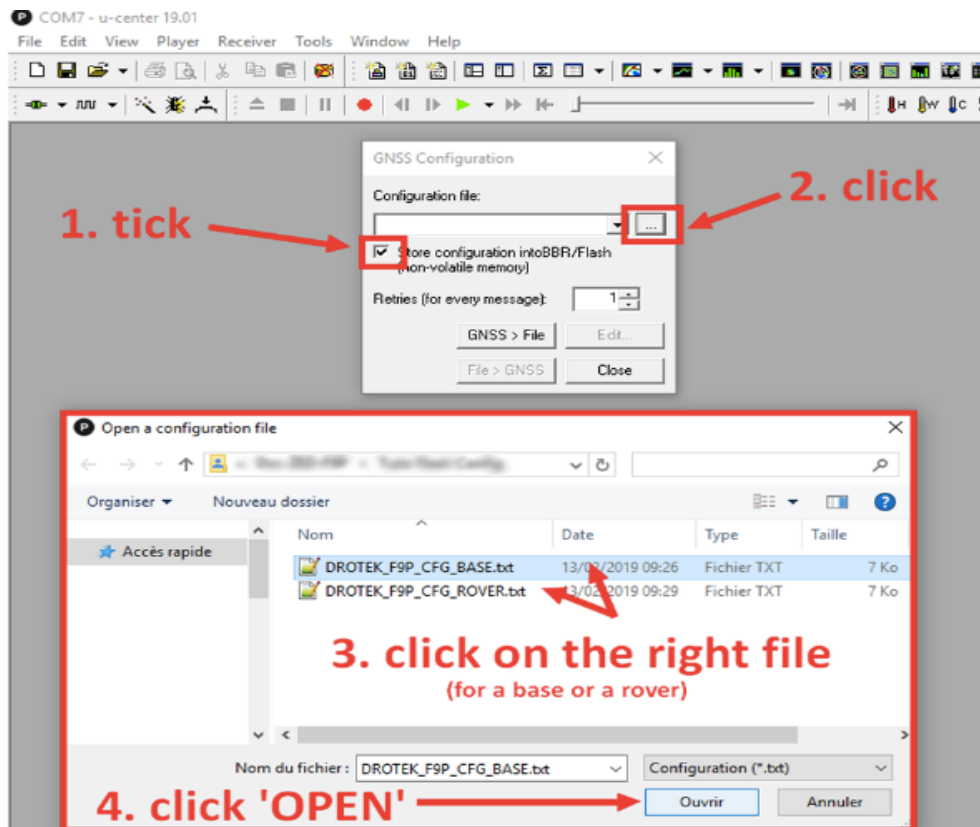 COM7 - u-center 19.01
File Edit View Player Receiver Tools Window Help
H W C
GNSS Configuration
Configuration file:
...
2. click
1. tick
Store configuration intoBBR/Flash
(non-volatile memory)
Retries (for every message): 1
GNSS > File Edit...
File > GNSS Close
Open a configuration file
Organiser Nouveau dossier
Accès rapide
Nom Date Type Taille
DROTEK_F9P_CFG_BASE.txt 13/02/2019 09:26 Fichier TXT 7 Ko
DROTEK_F9P_CFG_ROVER.txt 13/02/2019 09:29 Fichier TXT 7 Ko
3. click on the right file
(for a base or a rover)
Nom du fichier : DROTEK_F9P_CFG_BASE.txt Configuration (*.txt)
4. click 'OPEN' Ouvrir Annuler